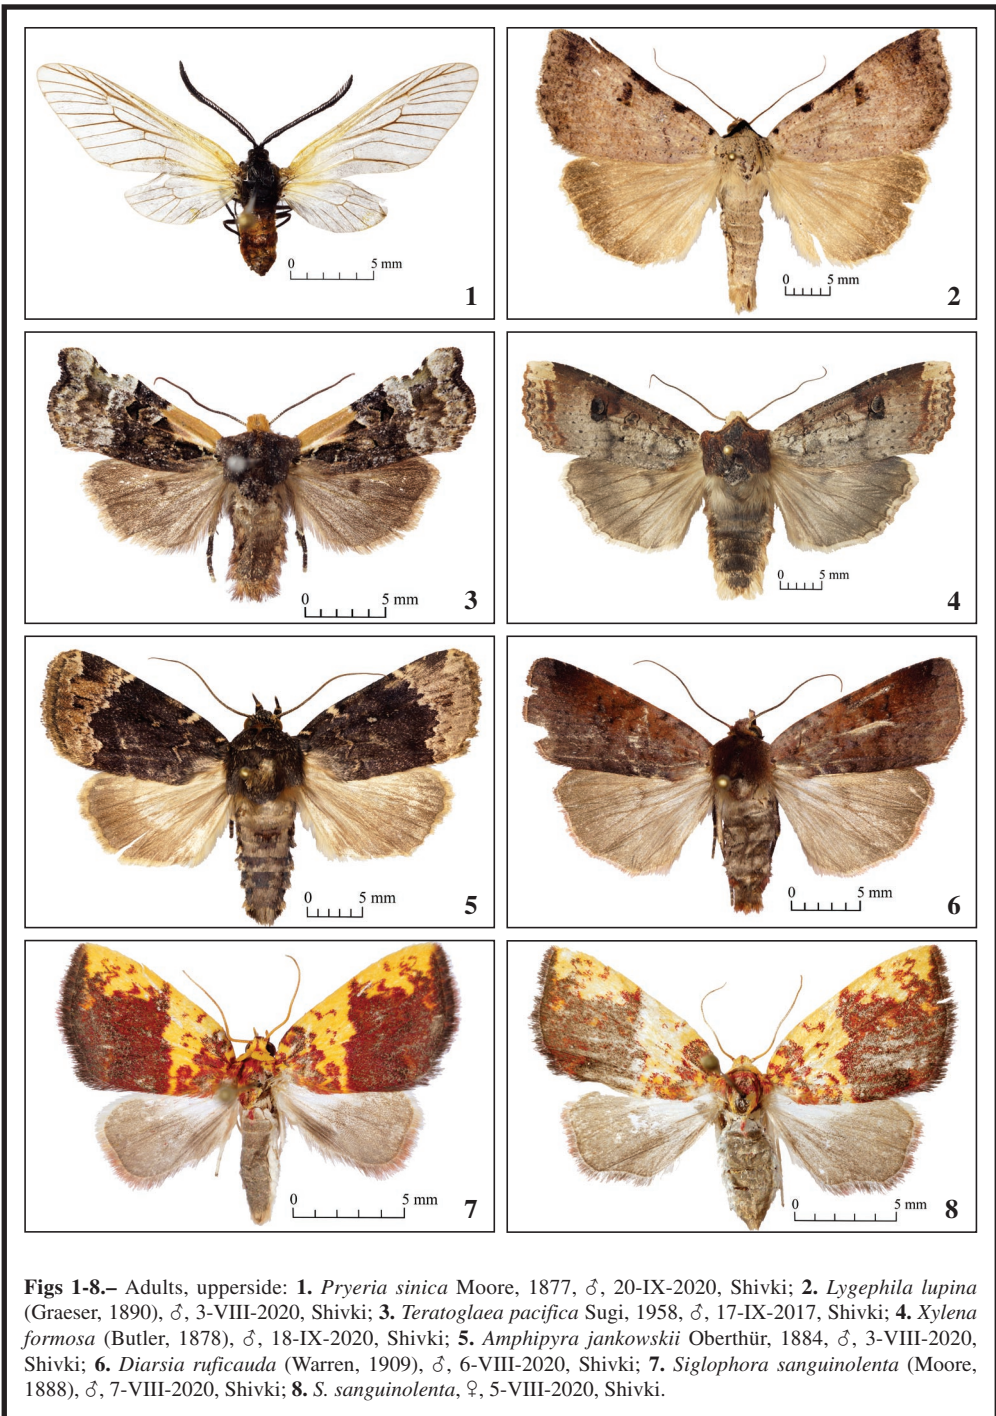 0 5 mm
1
0 5 mm
2
0 5 mm
3
0 5 mm
4
0 5 mm
5
0 5 mm
6
0 5 mm
7
0 5 mm
8
Figs 1-8.– Adults, upperside: 1. Pryeria sinica Moore, 1877, ♂, 20-IX-2020, Shivki; 2. Lygephila lupina
(Graeser, 1890), ♂, 3-VIII-2020, Shivki; 3. Teratoglaea pacifica Sugi, 1958, ♂, 17-IX-2017, Shivki; 4. Xylena
formosa (Butler, 1878), ♂, 18-IX-2020, Shivki; 5. Amphipyra jankowskii Oberthür, 1884, ♂, 3-VIII-2020,
Shivki; 6. Diarsia ruficauda (Warren, 1909), ♂, 6-VIII-2020, Shivki; 7. Siglophora sanguinolenta (Moore,
1888), ♂, 7-VIII-2020, Shivki; 8. S. sanguinolenta, ♀, 5-VIII-2020, Shivki.